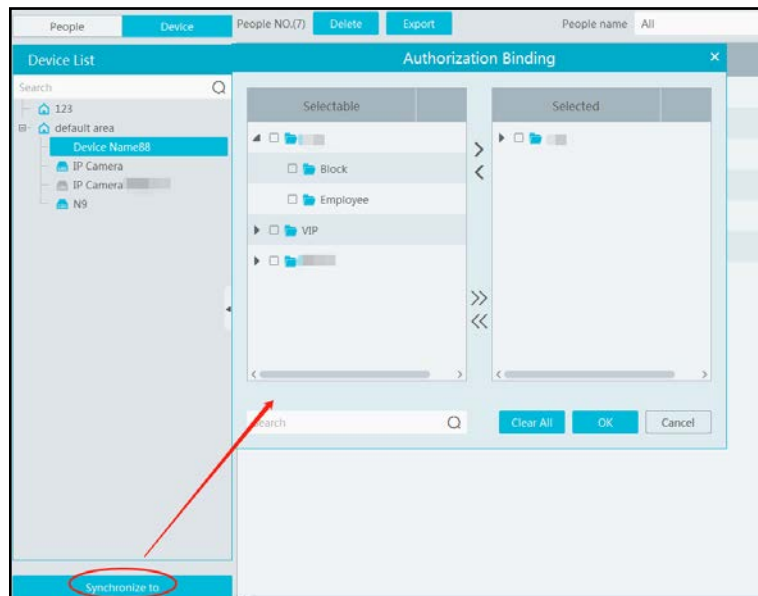 People Device People NO.(7) Delete Export People name All
Device List
Authorization Binding ×
Search
123
default area
Device Name88
IP Camera
IP Camera
N9
Selectable
Block
Employee
VIP
Selected
Search
Clear All OK Cancel
Synchronize to